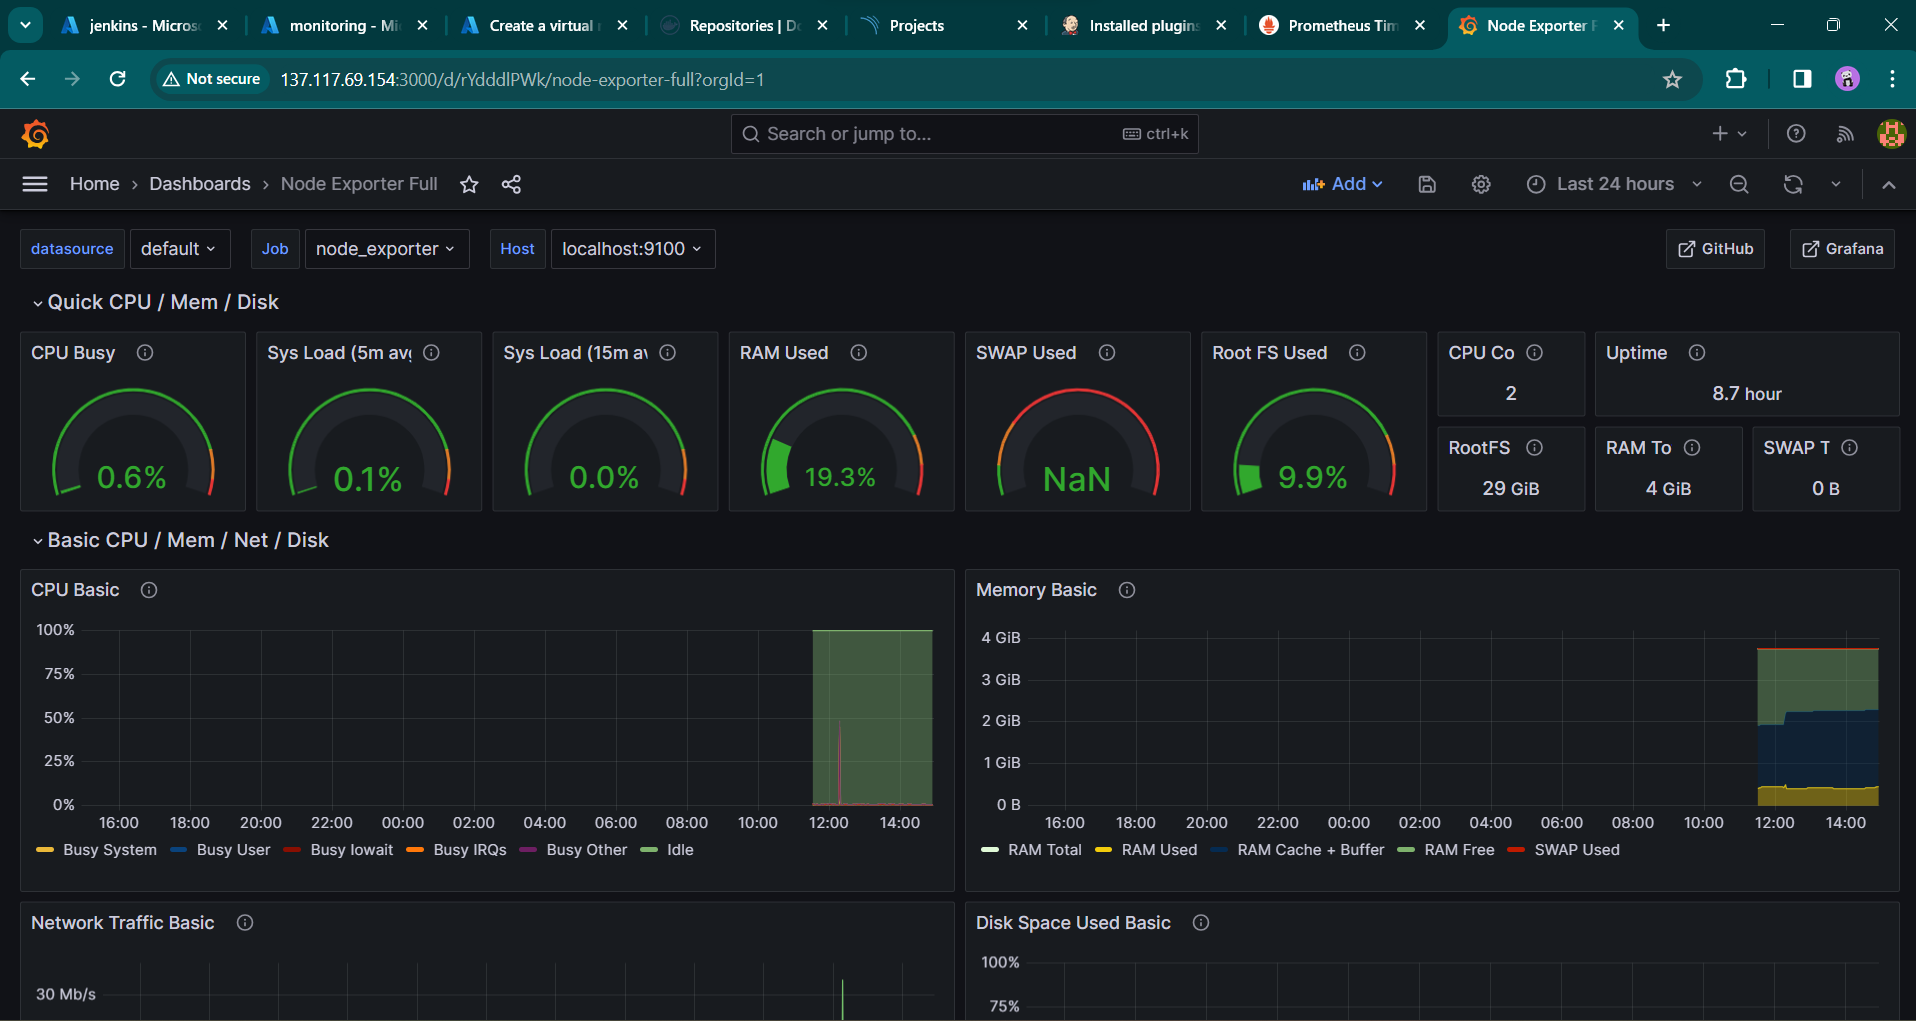 jenkins - Micros
monitoring - Mi
Create a virtual
Repositories | Do
Projects
Installed plugins
Prometheus Tim
Node Exporter F
Not secure 137.117.69.154:3000/d/rYdddlPWk/node-exporter-full?orgId=1
Search or jump to... ctrl+k
Home › Dashboards › Node Exporter Full
Add
Last 24 hours
datasource default Job node_exporter Host localhost:9100
GitHub Grafana
Quick CPU / Mem / Disk
CPU Busy
0.6%
Sys Load (5m avg
0.1%
Sys Load (15m av
0.0%
RAM Used
19.3%
SWAP Used
NaN
Root FS Used
9.9%
CPU Co
2
Uptime
8.7 hour
RootFS
29 GiB
RAM To
4 GiB
SWAP T
0 B
Basic CPU / Mem / Net / Disk
CPU Basic
100%
75%
50%
25%
0%
16:00 18:00 20:00 22:00 00:00 02:00 04:00 06:00 08:00 10:00 12:00 14:00
Busy System Busy User Busy Iowait Busy IRQs Busy Other Idle
Memory Basic
4 GiB
3 GiB
2 GiB
1 GiB
0 B
16:00 18:00 20:00 22:00 00:00 02:00 04:00 06:00 08:00 10:00 12:00 14:00
RAM Total RAM Used RAM Cache + Buffer RAM Free SWAP Used
Network Traffic Basic
30 Mb/s
Disk Space Used Basic
100%
75%